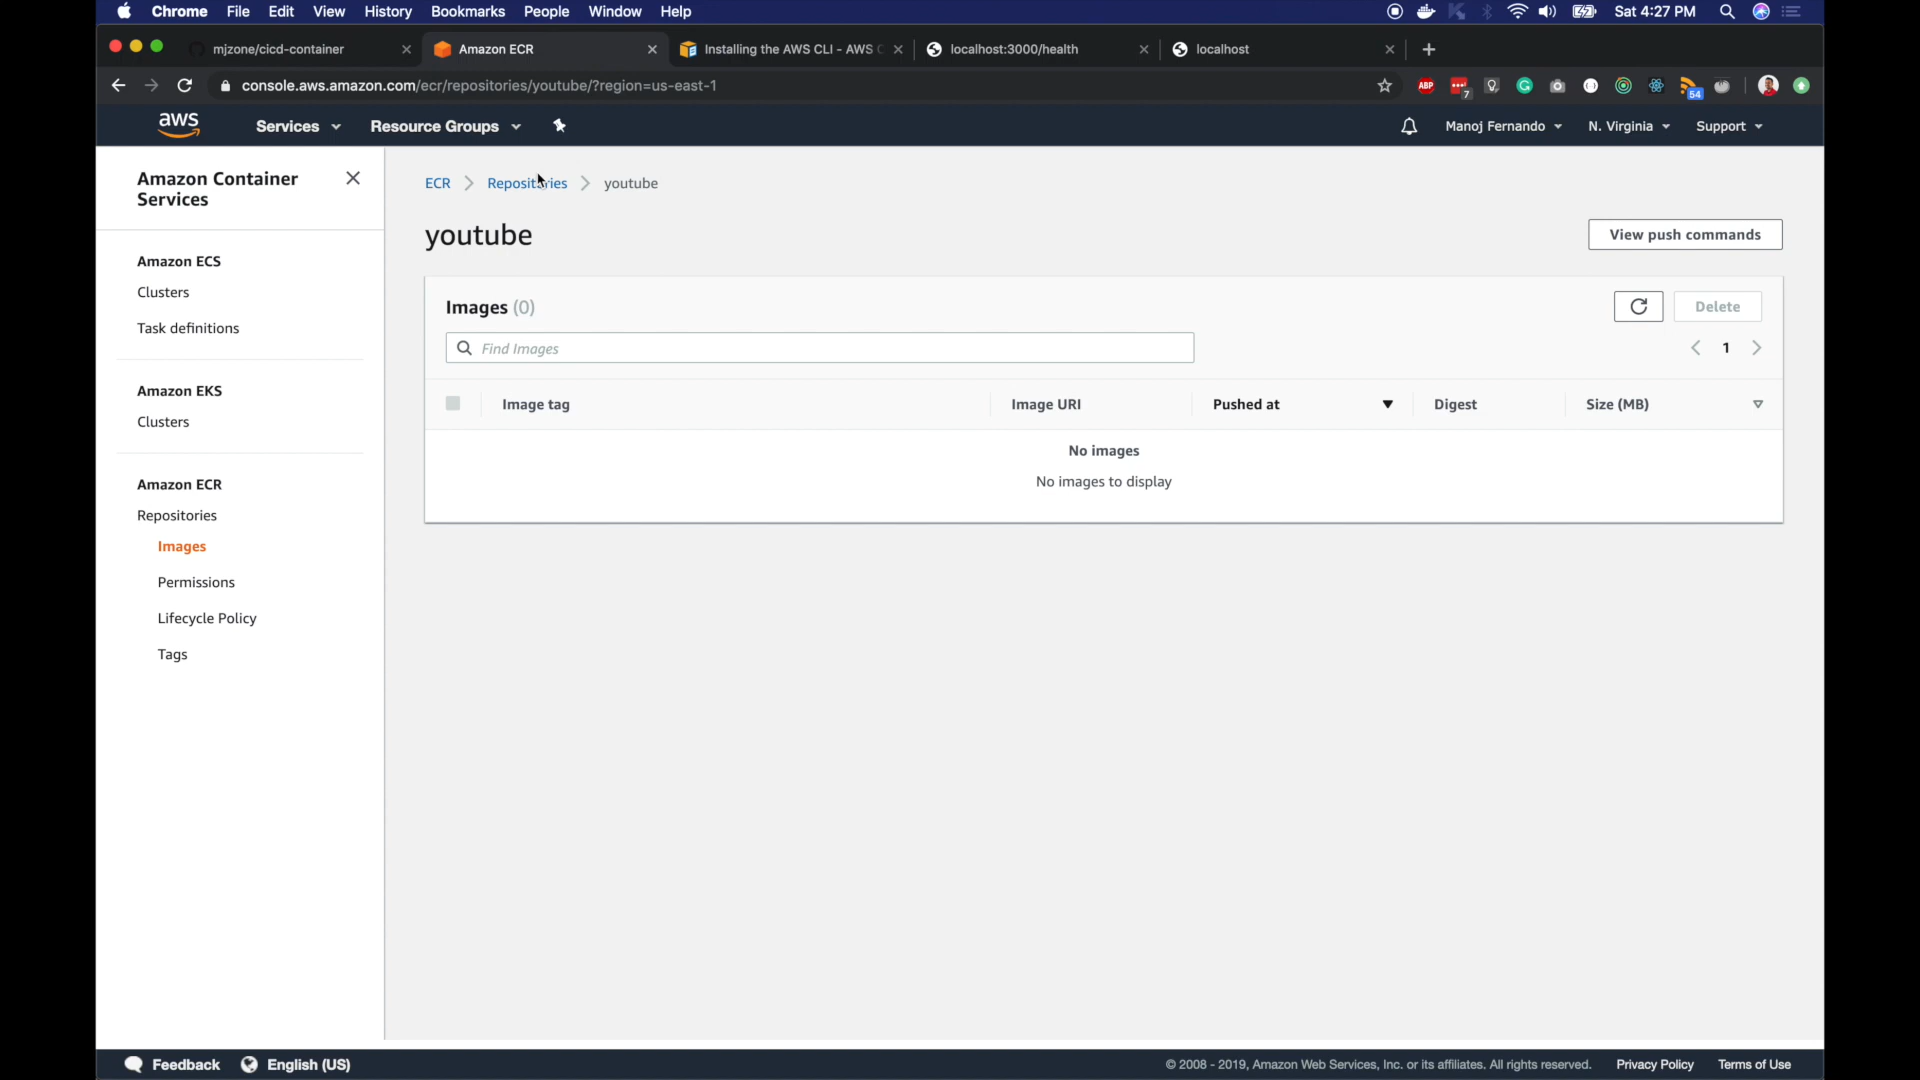 Chrome File Edit View History Bookmarks People Window Help Sat 4:27 PM
mjzone/cicd-container Amazon ECR Installing the AWS CLI - AWS C localhost:3000/health localhost
console.aws.amazon.com/ecr/repositories/youtube/?region=us-east-1 ABP 7 54
aws Services Resource Groups Manoj Fernando N. Virginia Support
Amazon Container
Services
Amazon ECS
Clusters
Task definitions
Amazon EKS
Clusters
Amazon ECR
Repositories
Images
Permissions
Lifecycle Policy
Tags
ECR Repositories youtube
youtube View push commands
Images (0) Delete
Find Images 1
Image tag Image URI Pushed at Digest Size (MB)
No images
No images to display
Feedback English (US) © 2008 - 2019, Amazon Web Services, Inc. or its affiliates. All rights reserved. Privacy Policy Terms of Use